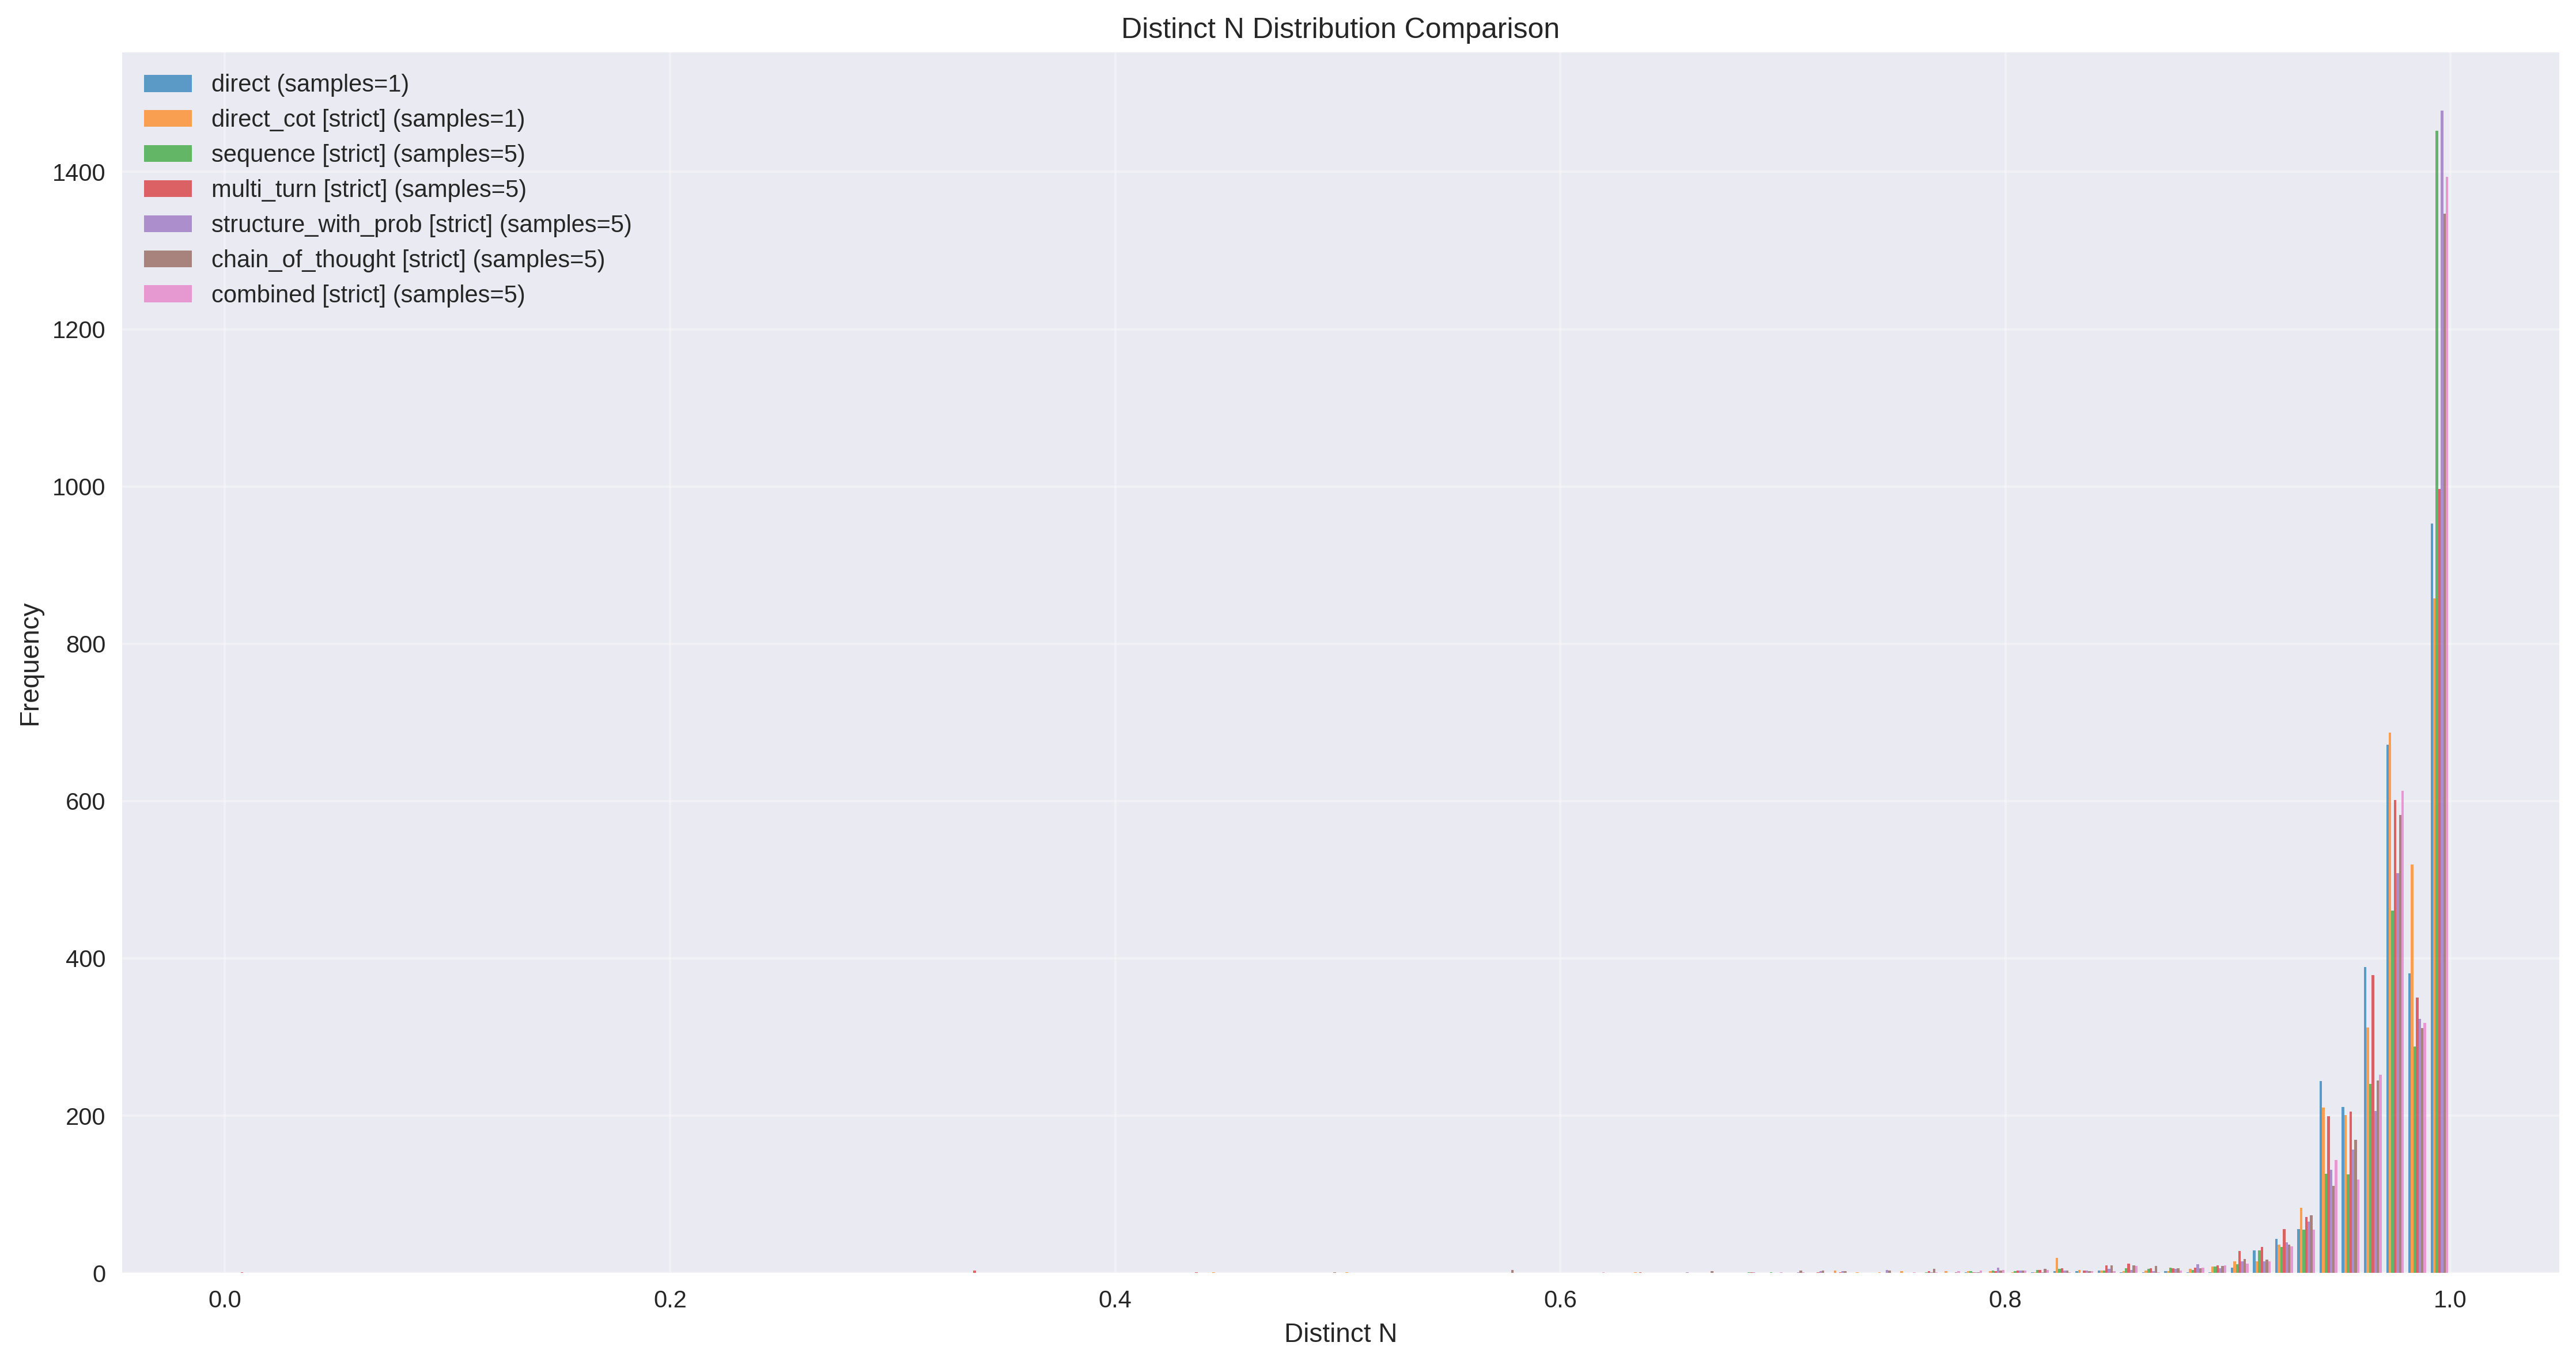 Distinct N Distribution Comparison
direct (samples=1)
direct_cot [strict] (samples=1)
sequence [strict] (samples=5)
multi_turn [strict] (samples=5)
structure_with_prob [strict] (samples=5)
chain_of_thought [strict] (samples=5)
combined [strict] (samples=5)
Frequency
1400
1200
1000
800
600
400
200
0
0.0 0.2 0.4 0.6 0.8 1.0
Distinct N